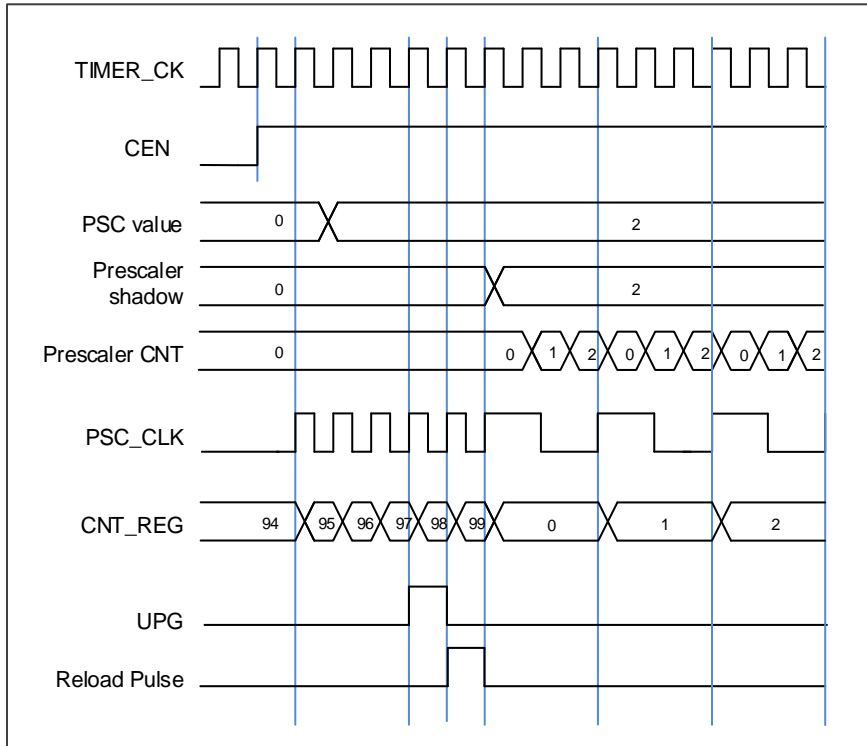 TIMER_CK
CEN
PSC value 0 2
Prescaler
shadow 0 2
Prescaler CNT 0 0 1 2 0 1 2 0 1 2
PSC_CLK
CNT_REG 94 95 96 97 98 99 0 1 2
UPG
Reload Pulse